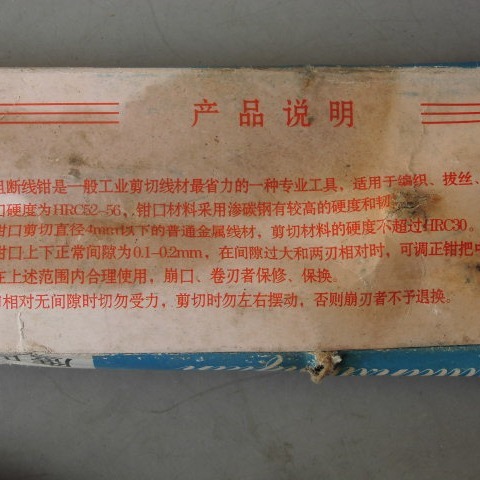 产品说明
断线钳是一般工业剪切线材最省力的一种专业工具，适用于编织、拔丝、
口硬度为HRC52-56，钳口材料采用渗碳钢有较高的硬度和韧
钳口剪切直径4mm以下的普通金属线材，剪切材料的硬度不超过HRC30。
钳口上下正常间隙为0.1-0.2mm，在间隙过大和两刃相对时，可调正钳把中
在上述范围内合理使用，崩口、卷刃者保修、保换。
相对无间隙时切勿受力，剪切时勿左右摆动，否则崩刃者不予退换。